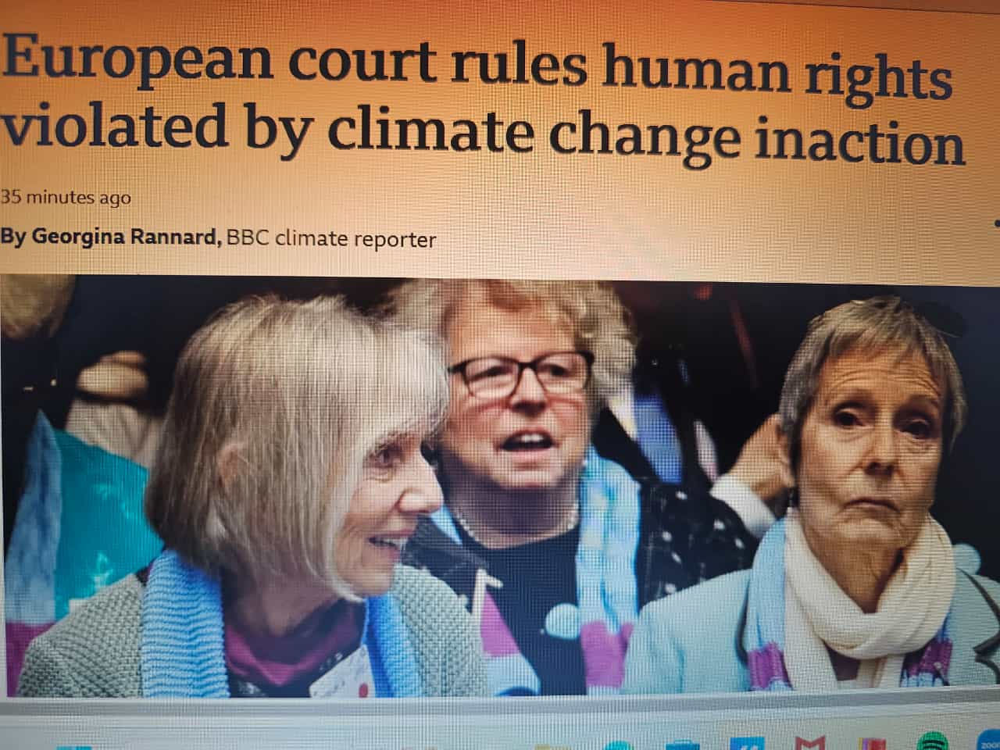 European court rules human rights
violated by climate change inaction
35 minutes ago
By Georgina Rannard, BBC climate reporter
zoom